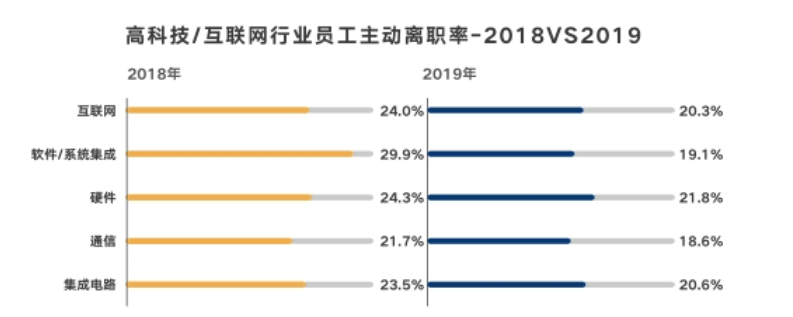 高科技/互联网行业员工主动离职率-2018VS2019
2018年 2019年
互联网 24.0% 20.3%
软件/系统集成 29.9% 19.1%
硬件 24.3% 21.8%
通信 21.7% 18.6%
集成电路 23.5% 20.6%